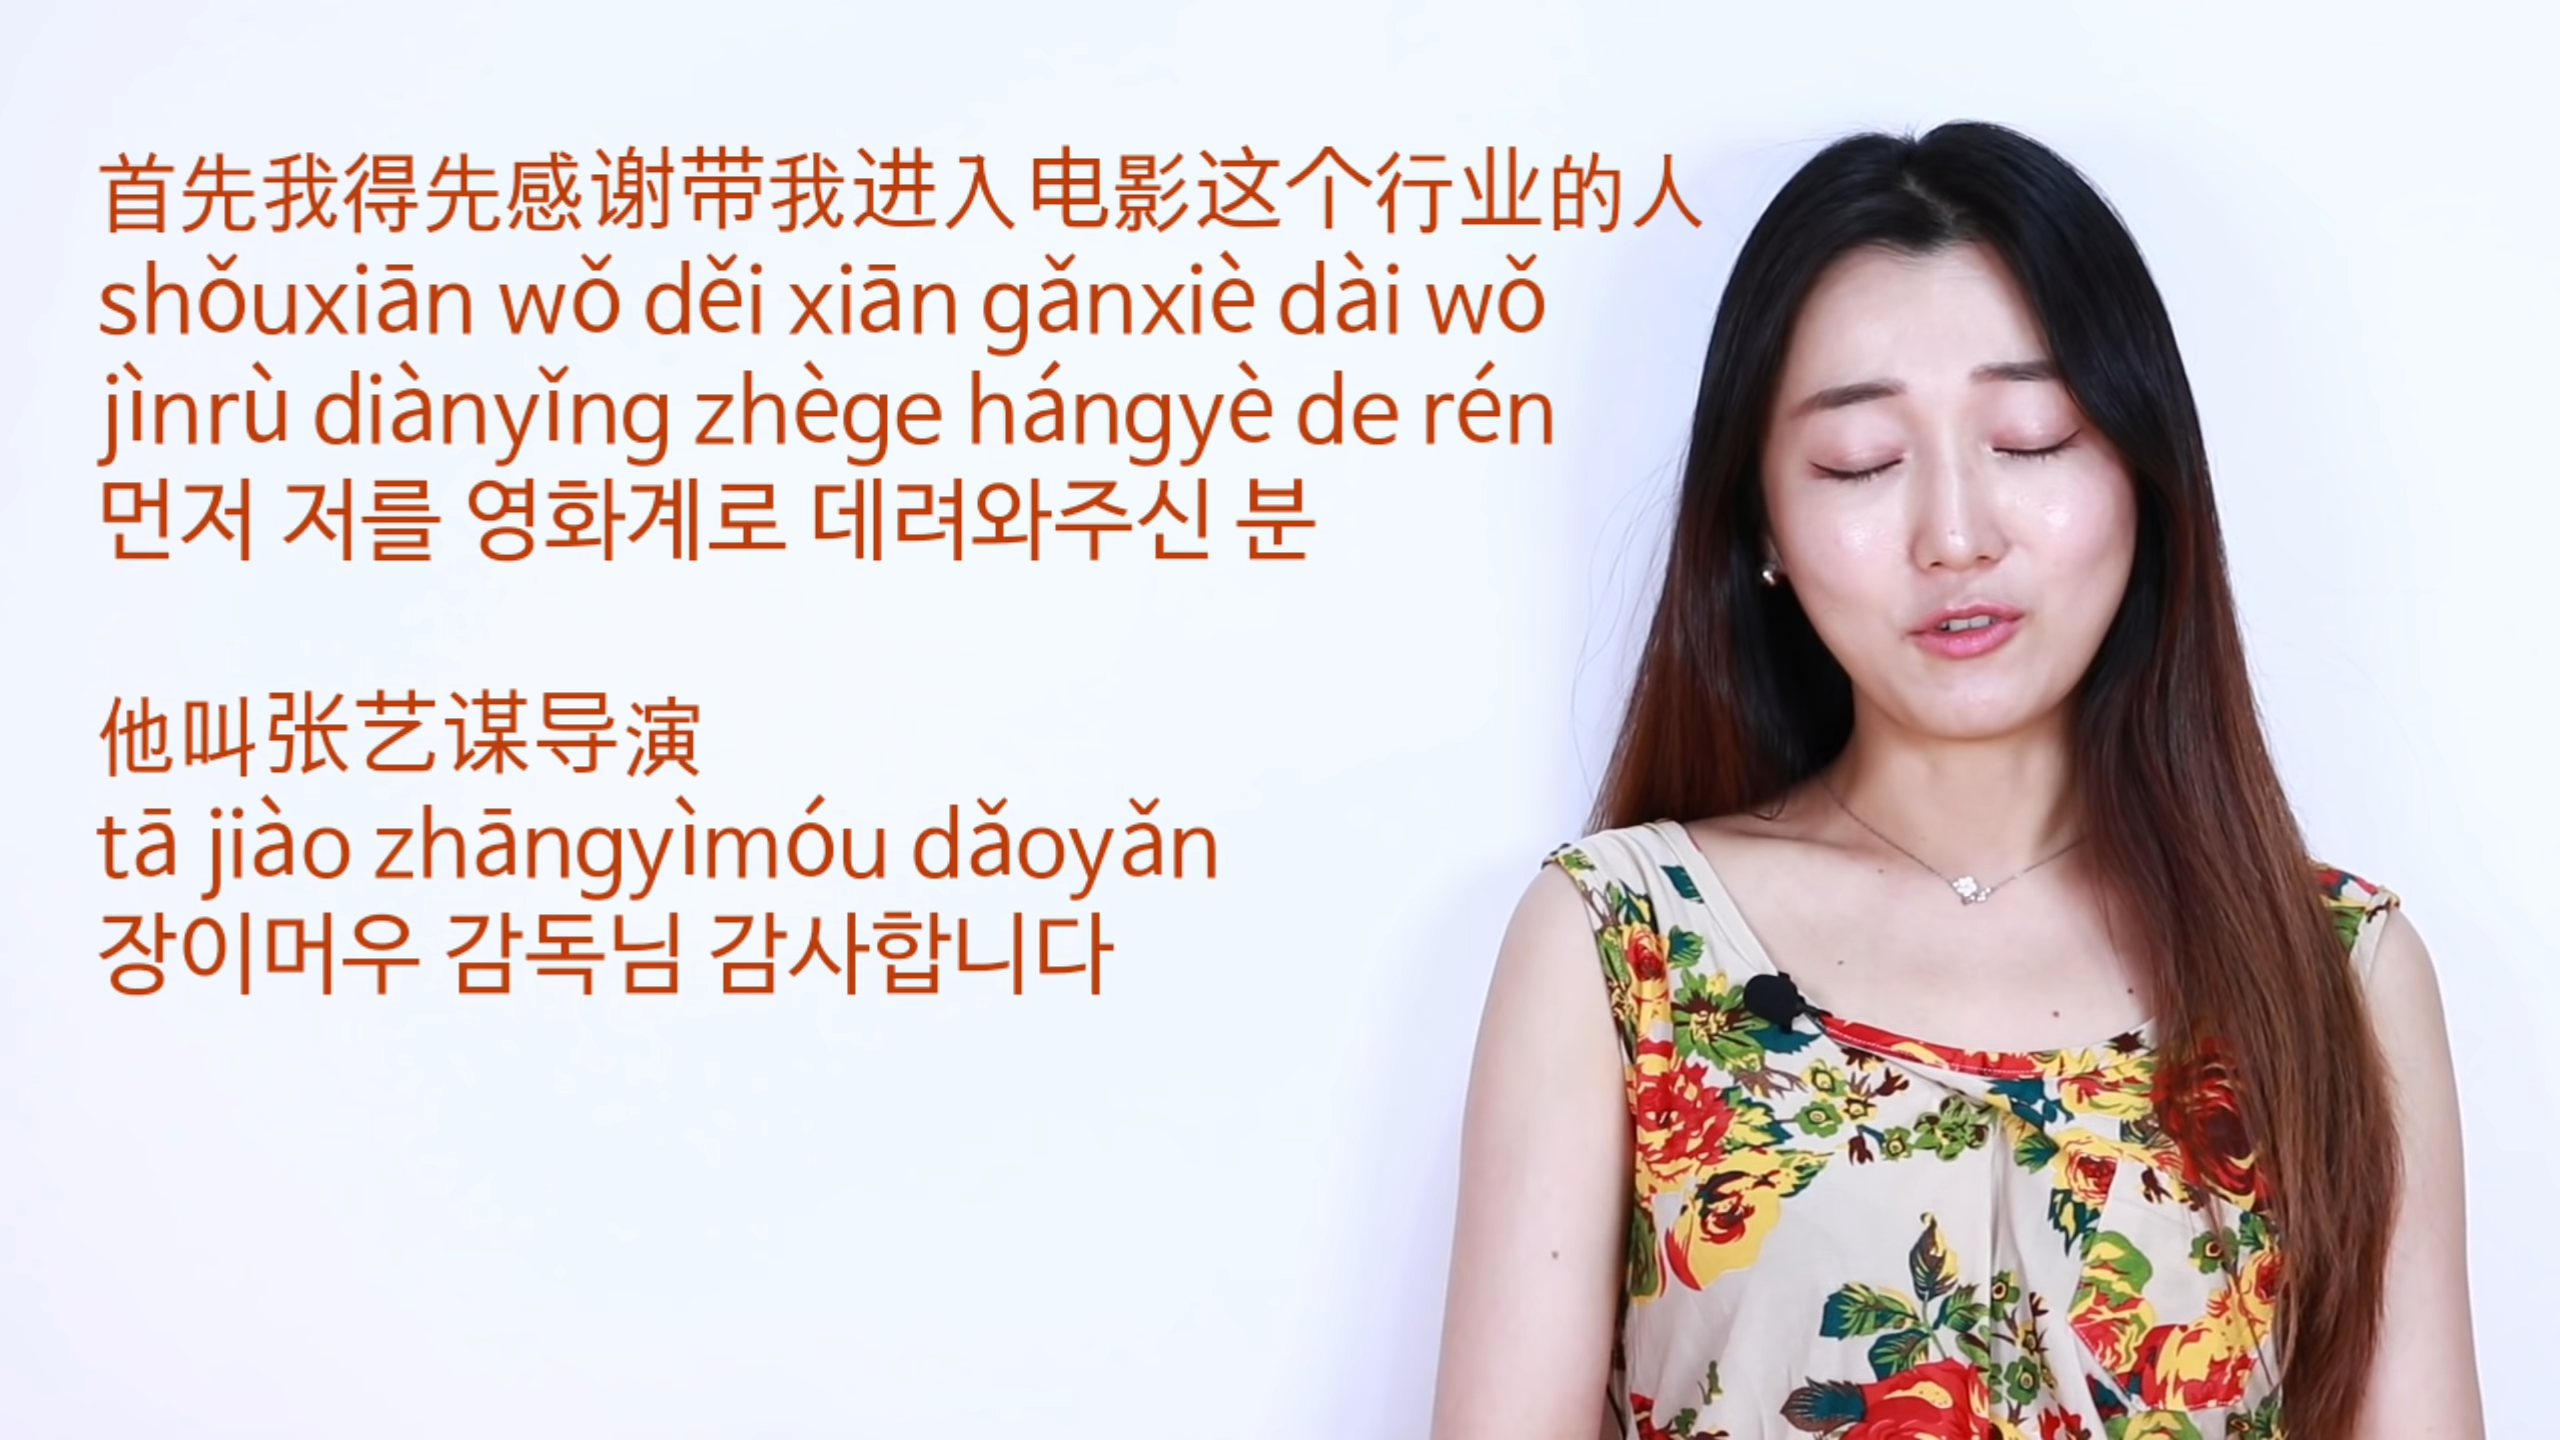 首先我得先感谢带我进入电影这个行业的人
shǒuxiān wǒ děi xiān gǎnxiè dài wǒ
jìnrù diànyǐng zhège hángyè de rén
먼저 저를 영화계로 데려와주신 분
他叫张艺谋导演
tā jiào zhāngyìmóu dǎoyǎn
장이머우 감독님 감사합니다